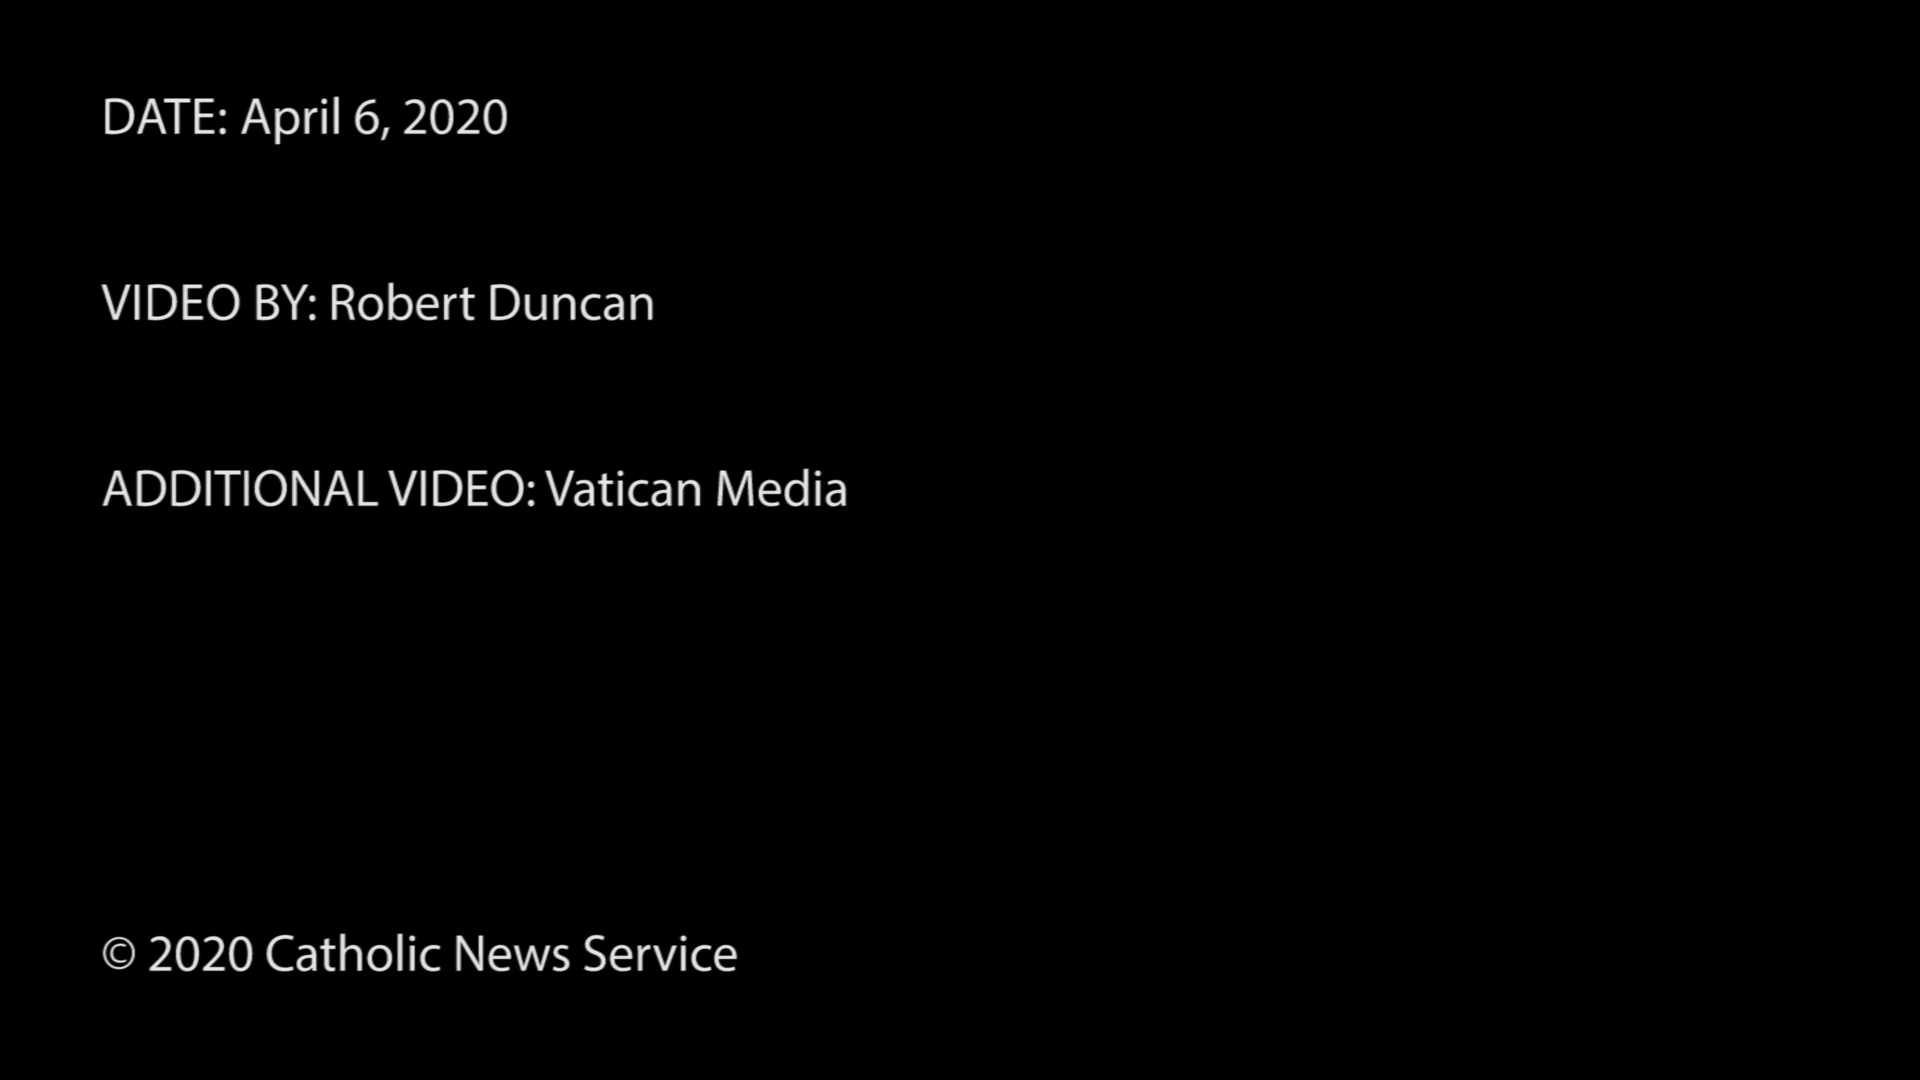 DATE: April 6, 2020
VIDEO BY: Robert Duncan
ADDITIONAL VIDEO: Vatican Media
© 2020 Catholic News Service